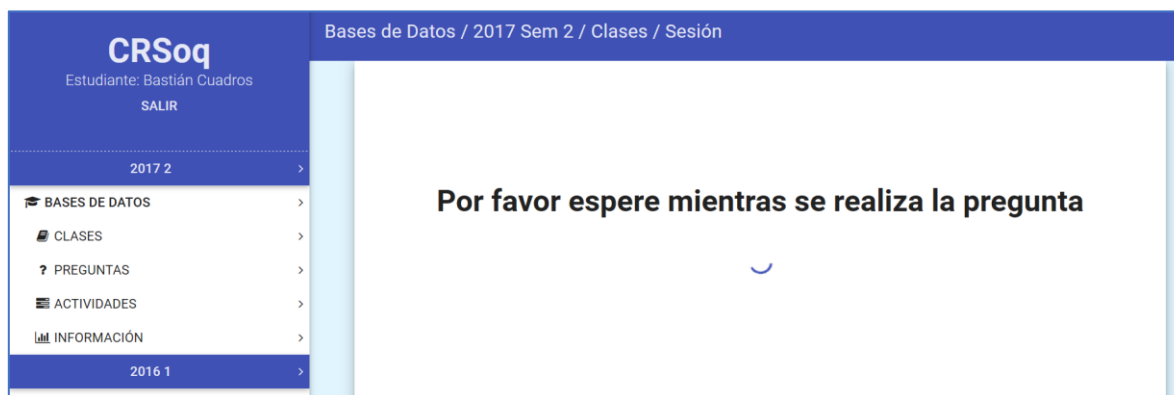 CRSoq
Estudiante: Bastián Cuadros
SALIR
2017 2
BASES DE DATOS
CLASES
? PREGUNTAS
ACTIVIDADES
INFORMACIÓN
2016 1
Bases de Datos / 2017 Sem 2 / Clases / Sesión
Por favor espere mientras se realiza la pregunta